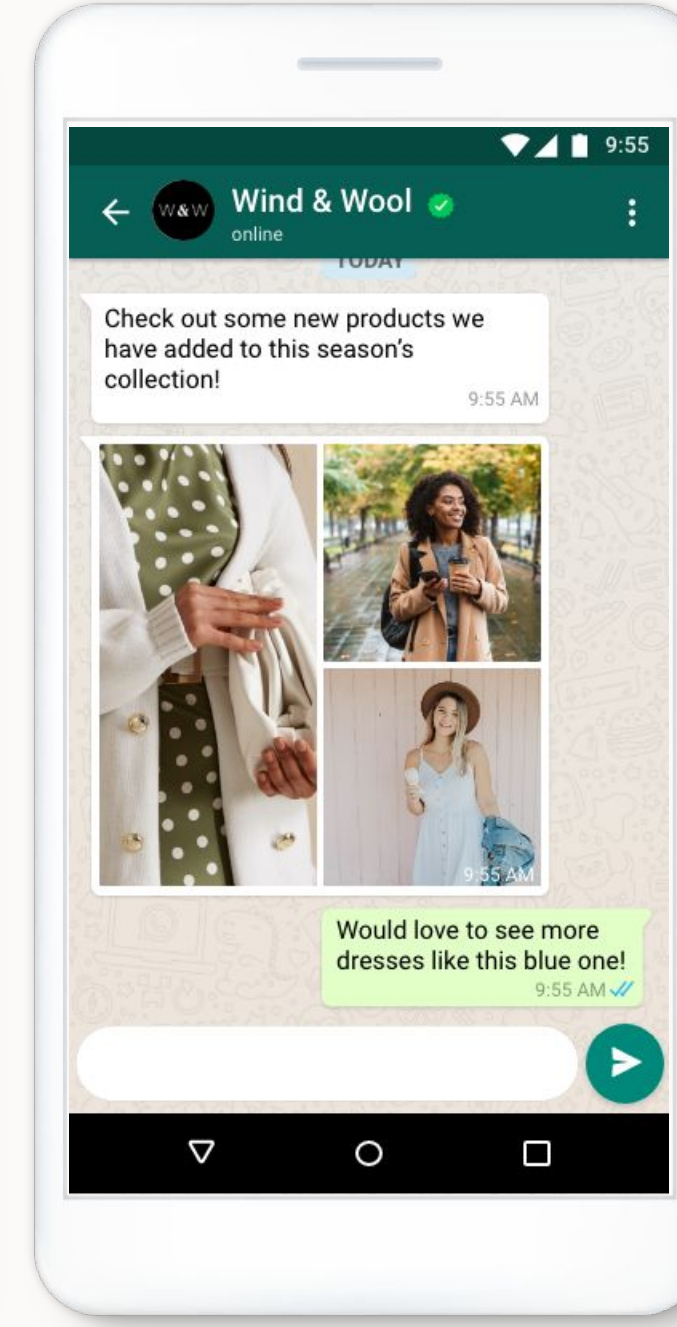 9:55
W&W
Wind & Wool
online
TODAY
Check out some new products we
have added to this season's
collection!
9:55 AM
9:55 AM
Would love to see more
dresses like this blue one!
9:55 AM